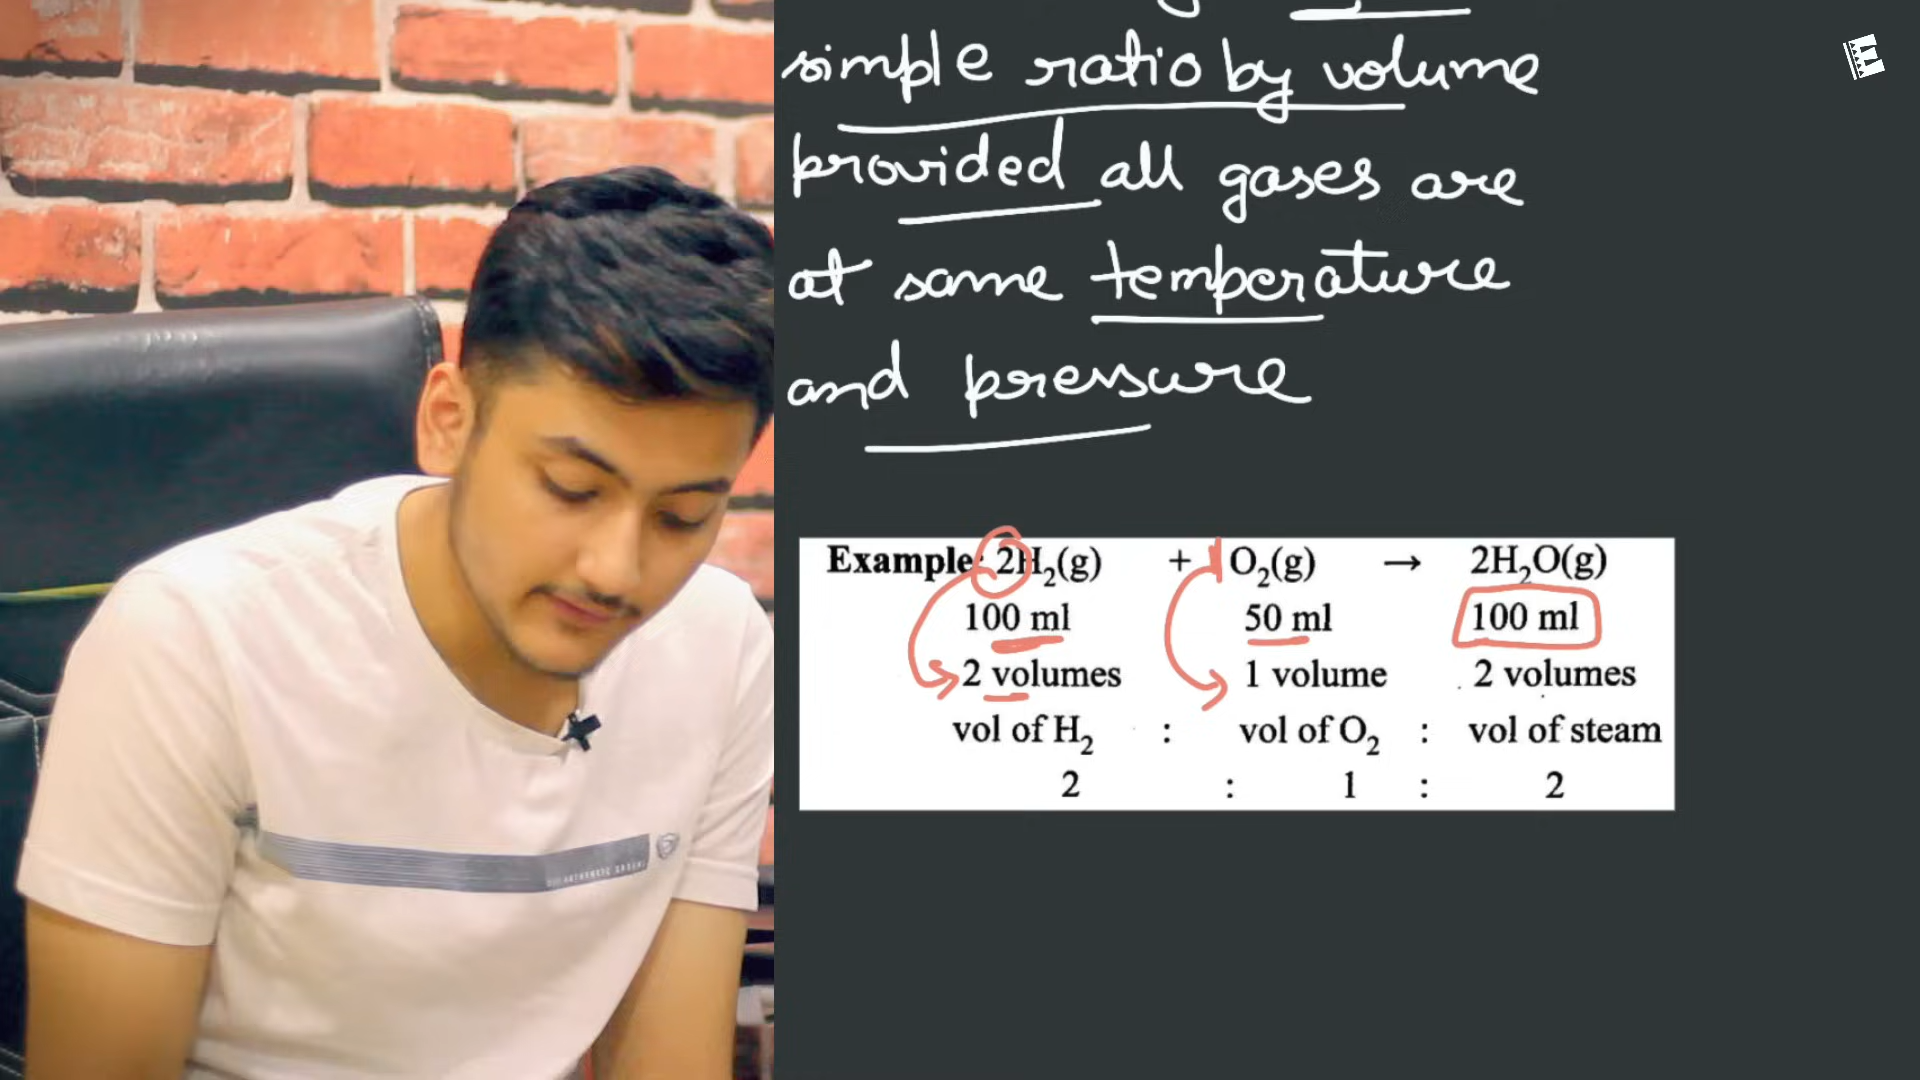 simple ratio by volume
provided all gases are
at same temperature
and pressure
Example: 2H₂(g) + 1 O₂(g) → 2H₂O(g)
100 ml 50 ml 100 ml
2 volumes 1 volume 2 volumes
vol of H₂ : vol of O₂ : vol of steam
2 : 1 : 2